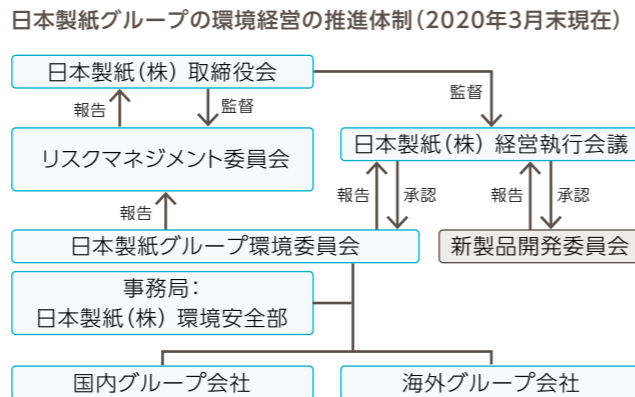 日本製紙グループの環境経営の推進体制(2020年3月末現在)
日本製紙(株) 取締役会
報告
監督
監督
リスクマネジメント委員会
日本製紙(株) 経営執行会議
報告
報告
承認
報告
承認
日本製紙グループ環境委員会
新製品開発委員会
事務局:
日本製紙(株) 環境安全部
国内グループ会社
海外グループ会社